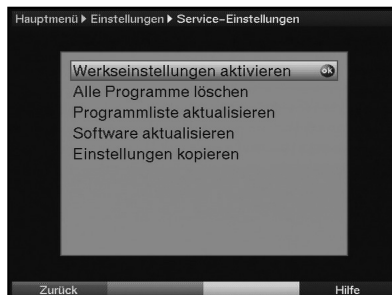 Hauptmenü ▶ Einstellungen ▶ Service-Einstellungen
Werkseinstellungen aktivieren ok
Alle Programme löschen
Programmliste aktualisieren
Software aktualisieren
Einstellungen kopieren
Zurück Hilfe